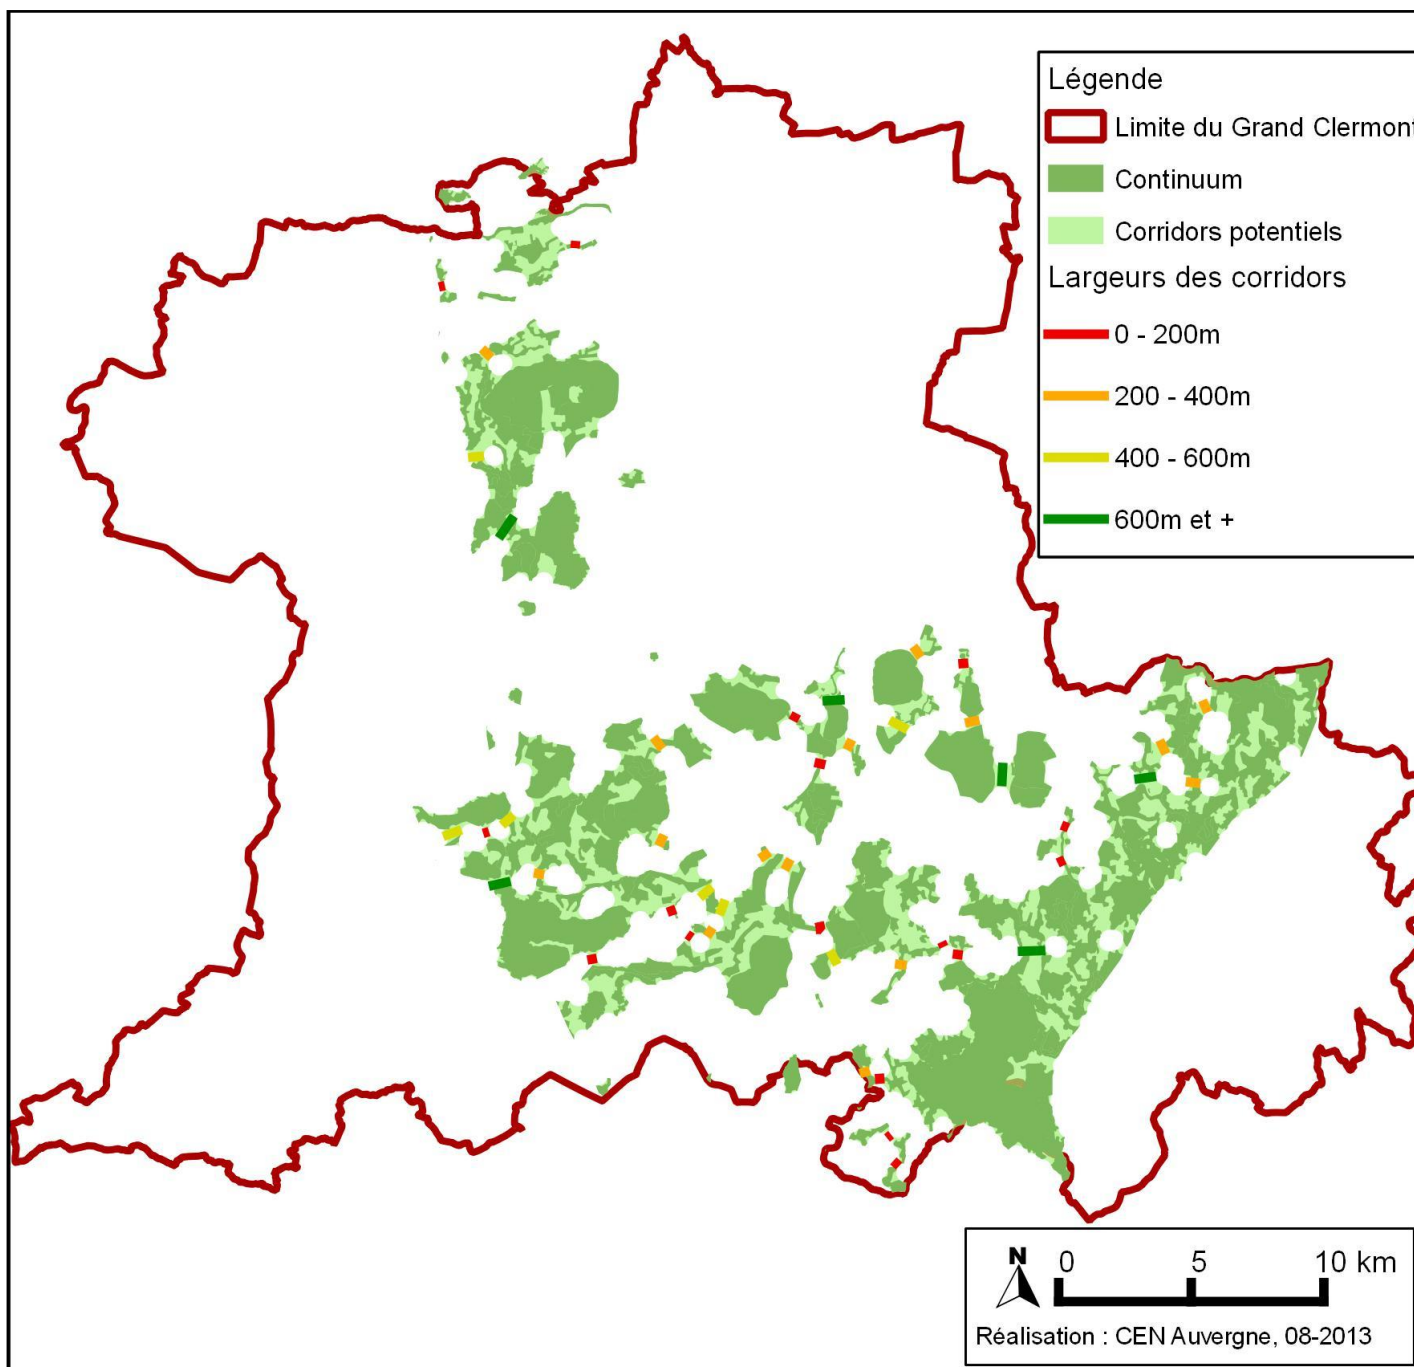 Légende
Limite du Grand Clermont
Continuum
Corridors potentiels
Largeurs des corridors
0 - 200m
200 - 400m
400 - 600m
600m et +
N
0 5 10 km
Réalisation : CEN Auvergne, 08-2013